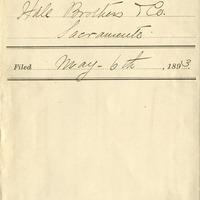 Hale Brothers & Co.
Sacramento.
Filed May - 6th, 1893.